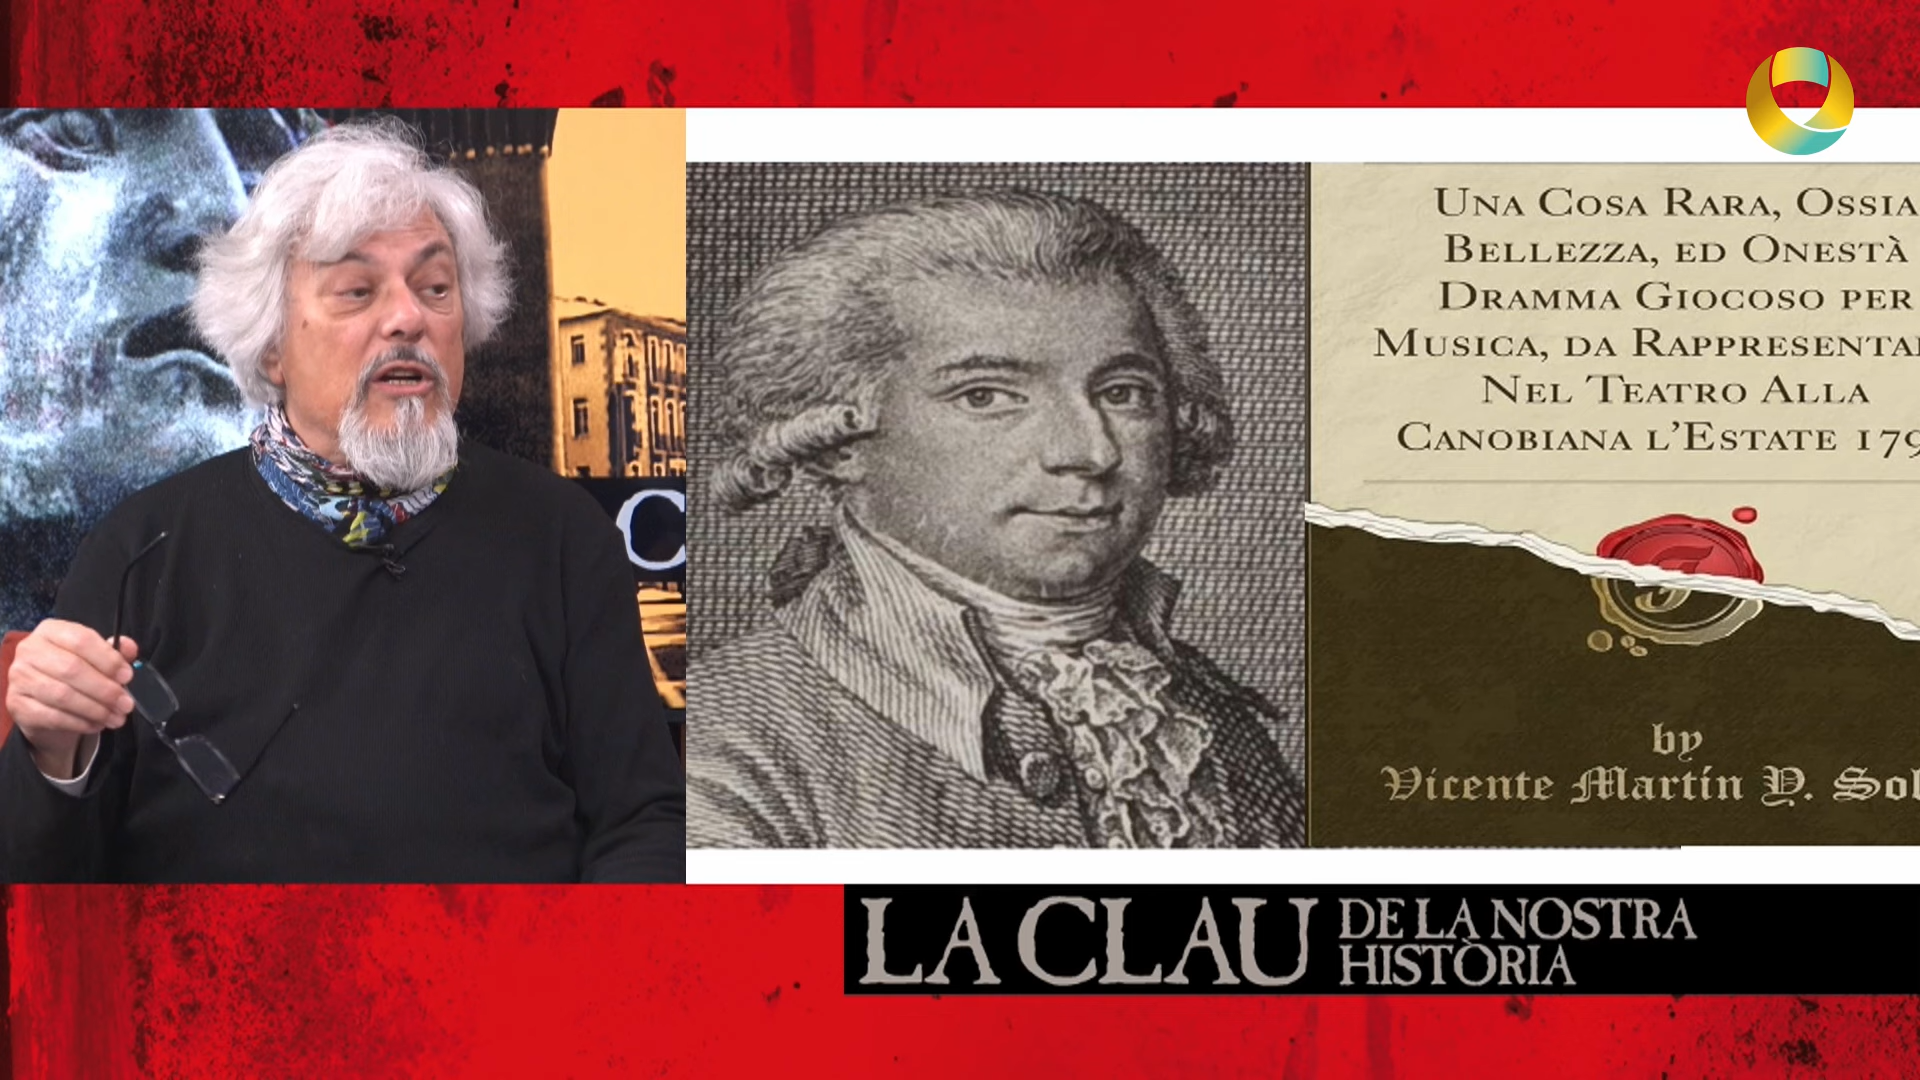 UNA COSA RARA, OSSIA
BELLEZZA, ED ONESTÀ
DRAMMA GIOCOSO PER
MUSICA, DA
NEL TEATRO ALLA
CANOBIANA L'ESTATE
by
Vicente Martín Y.
LA CLAU DE LA NOSTRA
HISTÒRIA